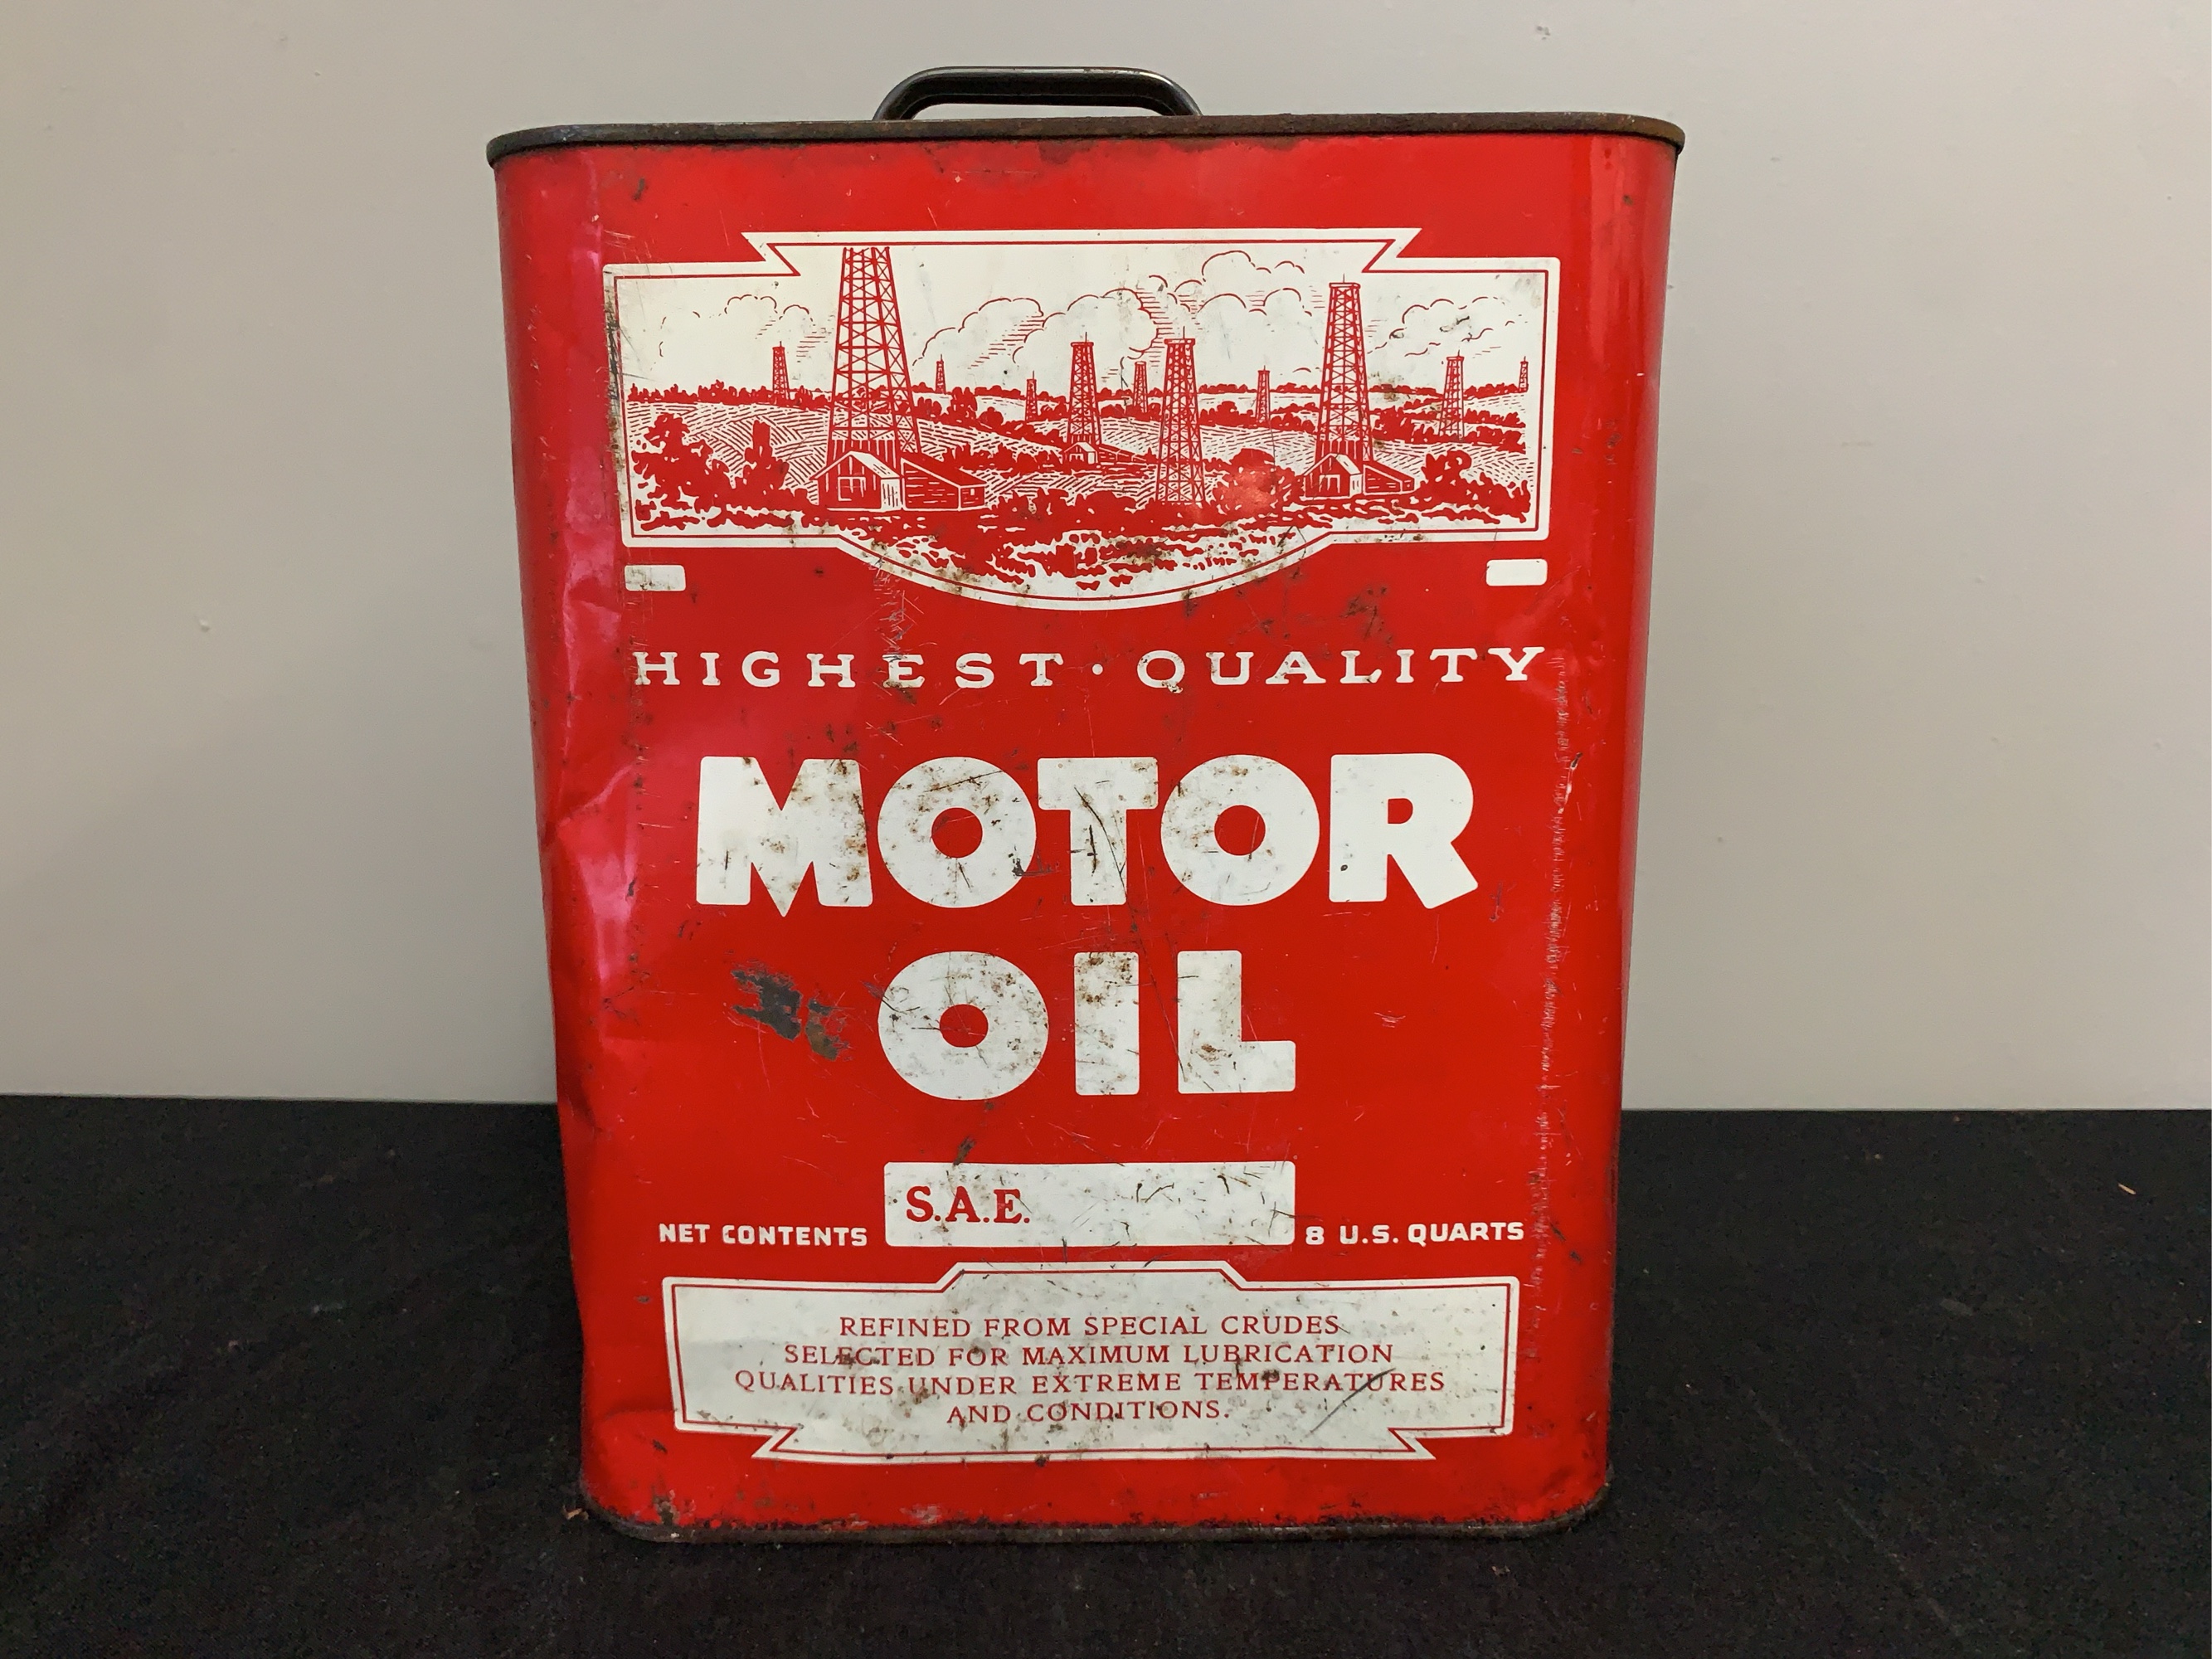 HIGHEST · QUALITY
MOTOR
OIL
S.A.E.
NET CONTENTS 8 U.S. QUARTS
REFINED FROM SPECIAL CRUDES
SELECTED FOR MAXIMUM LUBRICATION
QUALITIES UNDER EXTREME TEMPERATURES
AND CONDITIONS.